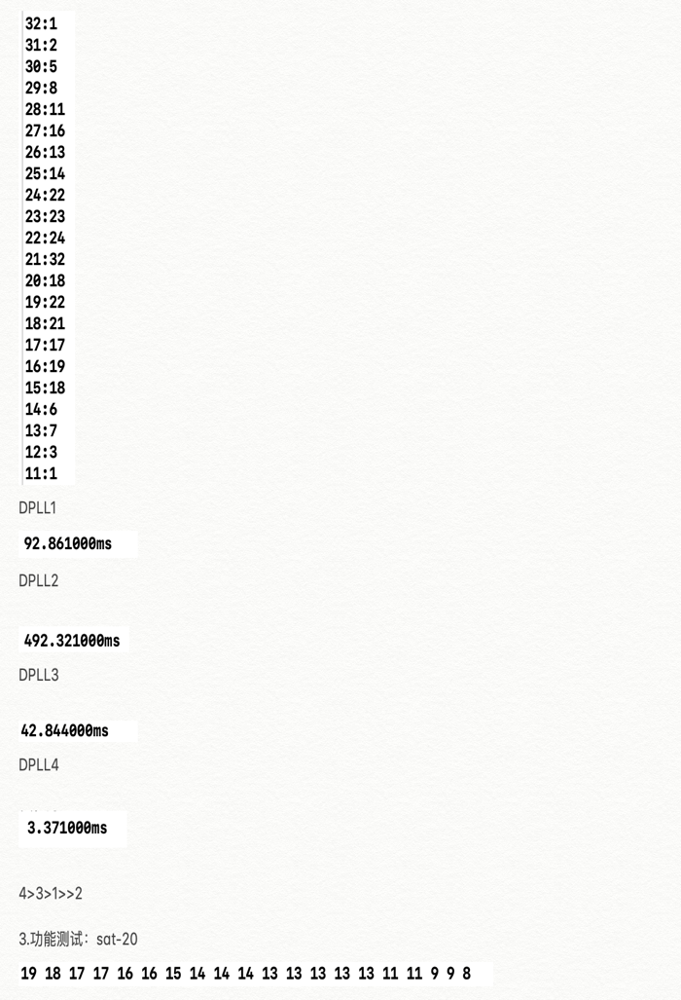 32:1
31:2
30:5
29:8
28:11
27:16
26:13
25:14
24:22
23:23
22:24
21:32
20:18
19:22
18:21
17:17
16:19
15:18
14:6
13:7
12:3
11:1
DPLL1
92.861000ms
DPLL2
492.321000ms
DPLL3
42.844000ms
DPLL4
3.371000ms
4>3>1>>2
3.功能测试：sat-20
19 18 17 17 16 16 15 14 14 14 13 13 13 13 13 11 11 9 9 8